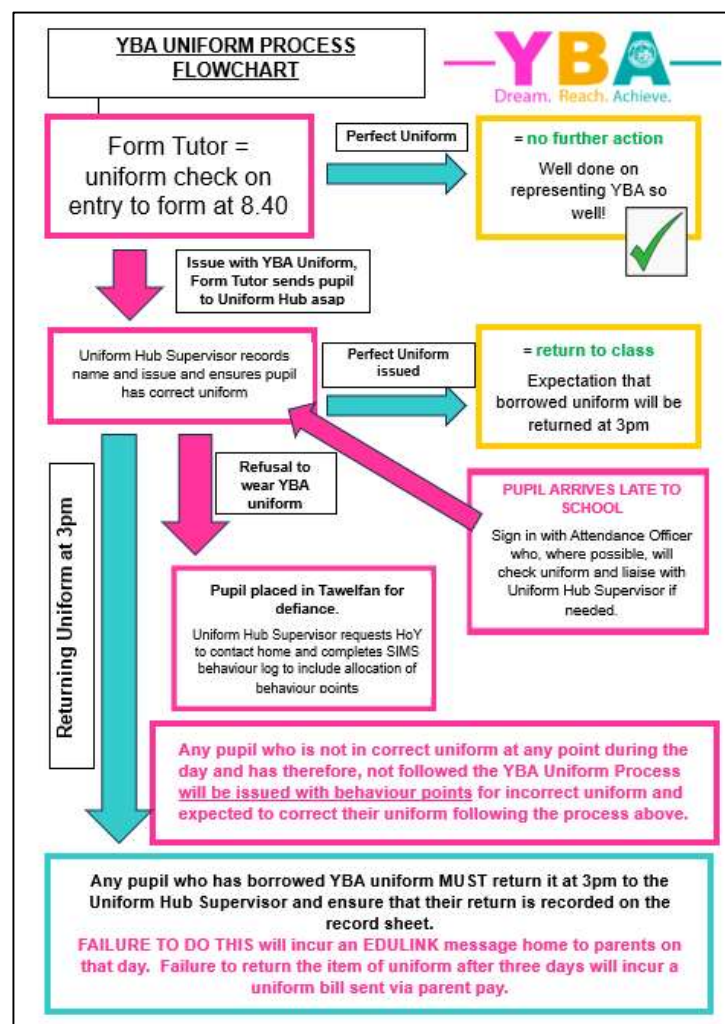 YBA UNIFORM PROCESS
FLOWCHART
YBA
Dream. Reach. Achieve.
Form Tutor =
uniform check on
entry to form at 8.40
Perfect Uniform
= no further action
Well done on
representing YBA so
well!
Issue with YBA Uniform,
Form Tutor sends pupil
to Uniform Hub asap
Uniform Hub Supervisor records
name and issue and ensures pupil
has correct uniform
Perfect Uniform
issued
= return to class
Expectation that
borrowed uniform will be
returned at 3pm
Refusal to
wear YBA
uniform
PUPIL ARRIVES LATE TO
SCHOOL
Sign in with Attendance Officer
who, where possible, will
check uniform and liaise with
Uniform Hub Supervisor if
needed.
Returning Uniform at 3pm
Pupil placed in Tawelfan for
defiance.
Uniform Hub Supervisor requests HoY
to contact home and completes SIMS
behaviour log to include allocation of
behaviour points
Any pupil who is not in correct uniform at any point during the
day and has therefore, not followed the YBA Uniform Process
will be issued with behaviour points for incorrect uniform and
expected to correct their uniform following the process above.
Any pupil who has borrowed YBA uniform MUST return it at 3pm to the
Uniform Hub Supervisor and ensure that their return is recorded on the
record sheet.
FAILURE TO DO THIS will incur an EDULINK message home to parents on
that day.  Failure to return the item of uniform after three days will incur a
uniform bill sent via parent pay.